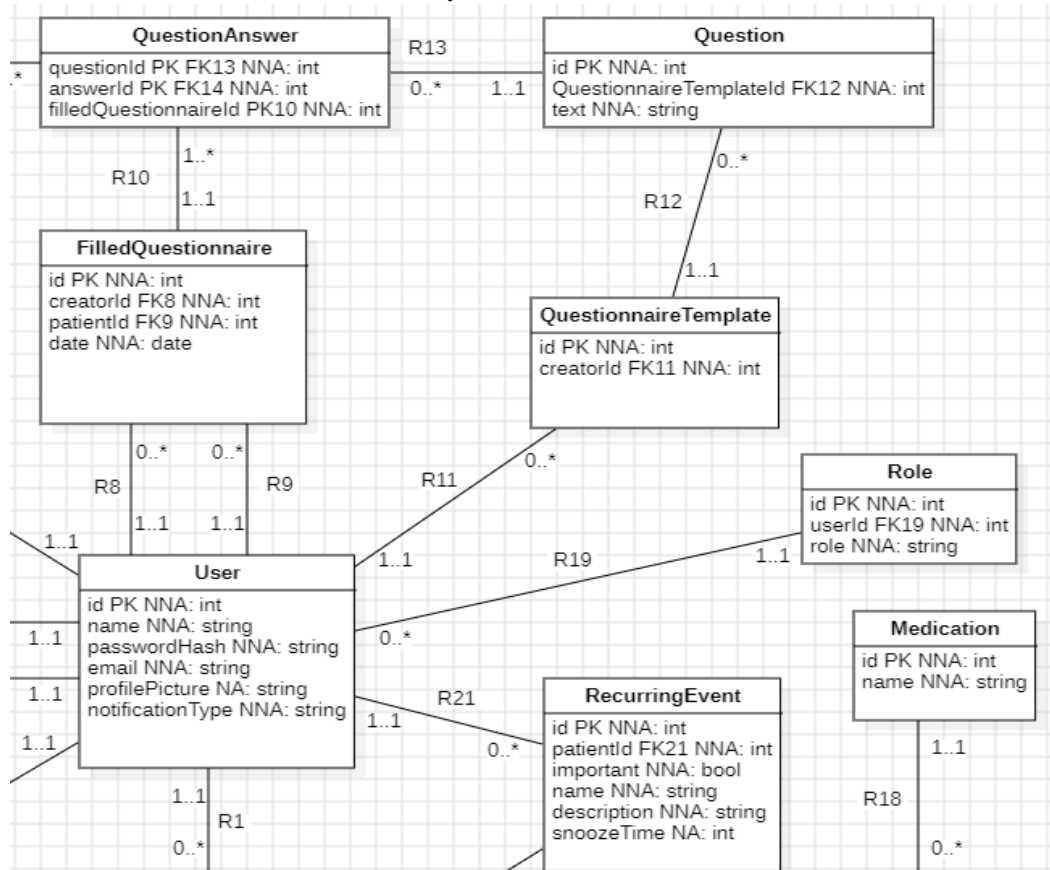 QuestionAnswer
questionId PK FK13 NNA: int
answerId PK FK14 NNA: int
filledQuestionnaireId PK10 NNA: int
*
R13
0..*
1..1
Question
id PK NNA: int
QuestionnaireTemplateId FK12 NNA: int
text NNA: string
1..*
R10
1..1
0..*
R12
1..1
FilledQuestionnaire
id PK NNA: int
creatorId FK8 NNA: int
patientId FK9 NNA: int
date NNA: date
QuestionnaireTemplate
id PK NNA: int
creatorId FK11 NNA: int
0..*
0..*
R8
R9
1..1
1..1
0..*
R11
1..1
Role
id PK NNA: int
userId FK19 NNA: int
role NNA: string
R19
1..1
0..*
1..1
1..1
1..1
1..1
User
id PK NNA: int
name NNA: string
passwordHash NNA: string
email NNA: string
profilePicture NA: string
notificationType NNA: string
R21
1..1
0..*
RecurringEvent
id PK NNA: int
patientId FK21 NNA: int
important NNA: bool
name NNA: string
description NNA: string
snoozeTime NA: int
Medication
id PK NNA: int
name NNA: string
1..1
R18
0..*
1..1
R1
0..*